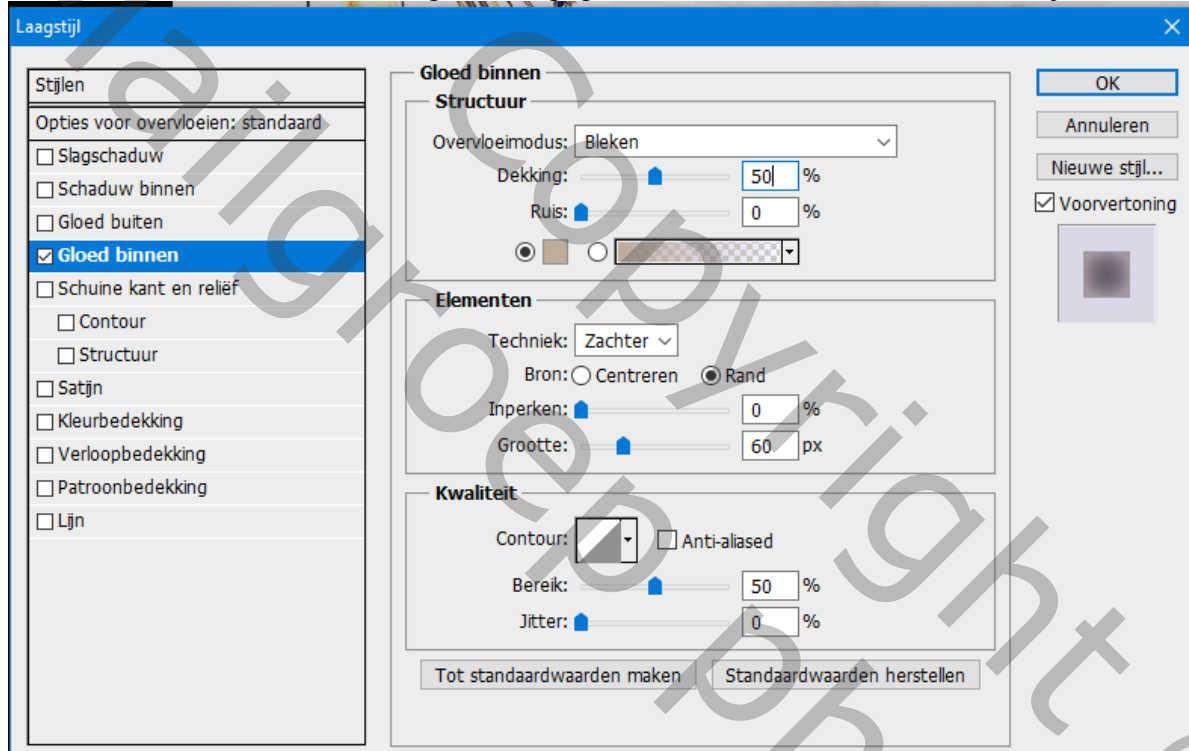 Laagstijl
Stijlen
Opties voor overvloeien: standaard
Slagschaduw
Schaduw binnen
Gloed buiten
Gloed binnen
Schuine kant en reliëf
Contour
Structuur
Satijn
Kleurbedekking
Verloopbedekking
Patroonbedekking
Lijn
Gloed binnen
Structuur
Overvloeimodus: Bleken
Dekking: 50 %
Ruis: 0 %
Elementen
Techniek: Zachter
Bron: Centreren Rand
Inperken: 0 %
Grootte: 60 px
Kwaliteit
Contour: Anti-aliased
Bereik: 50 %
Jitter: 0 %
Tot standaardwaarden maken Standaardwaarden herstellen
OK
Annuleren
Nieuwe stijl...
Voorvertoning
Copyright